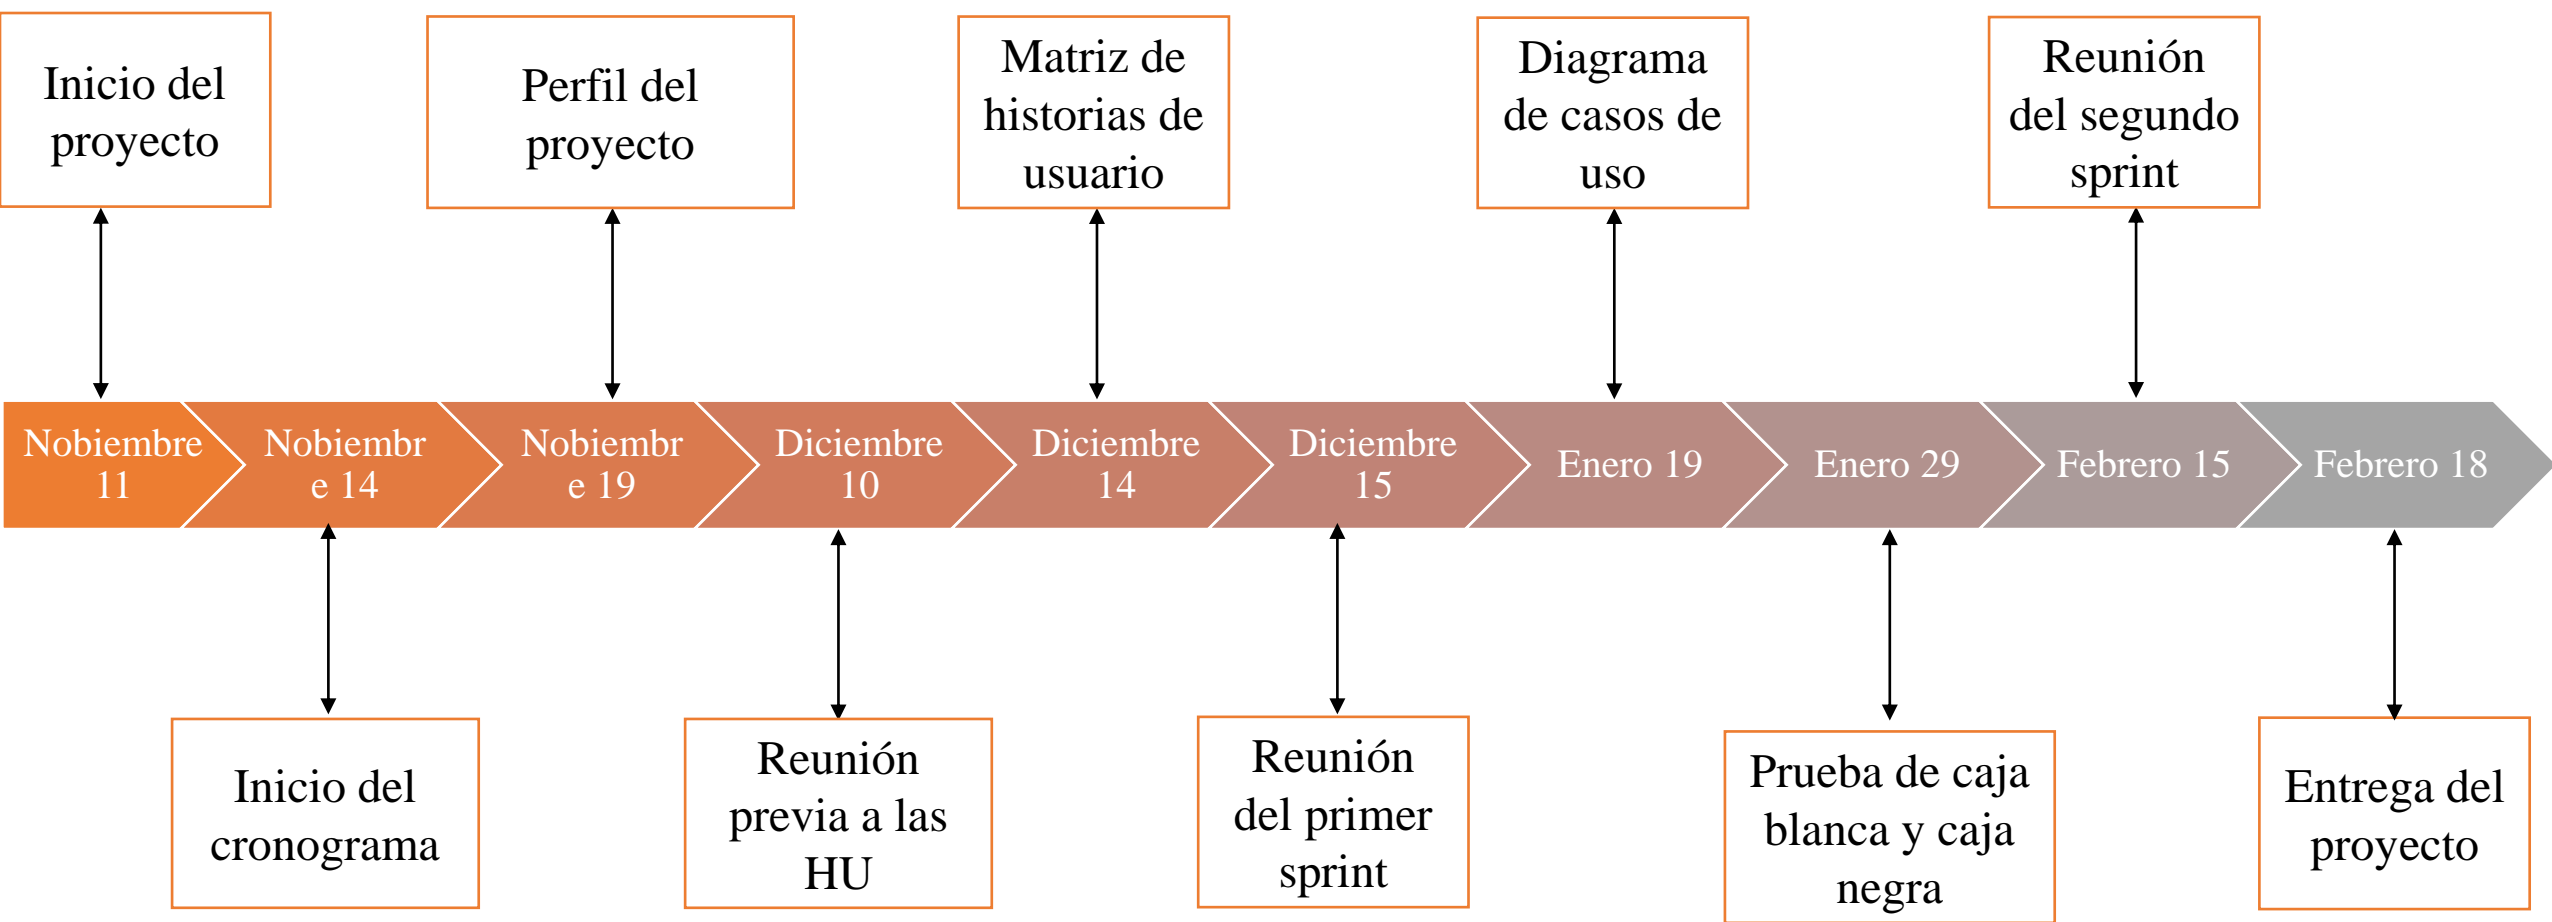 Inicio del
proyecto
Perfil del
proyecto
Matriz de
historias de
usuario
Diagrama
de casos de
uso
Reunión
del segundo
sprint
Nobiembre
11
Nobiembr
e 14
Nobiembr
e 19
Diciembre
10
Diciembre
14
Diciembre
15
Enero 19
Enero 29
Febrero 15
Febrero 18
Inicio del
cronograma
Reunión
previa a las
HU
Reunión
del primer
sprint
Prueba de caja
blanca y caja
negra
Entrega del
proyecto